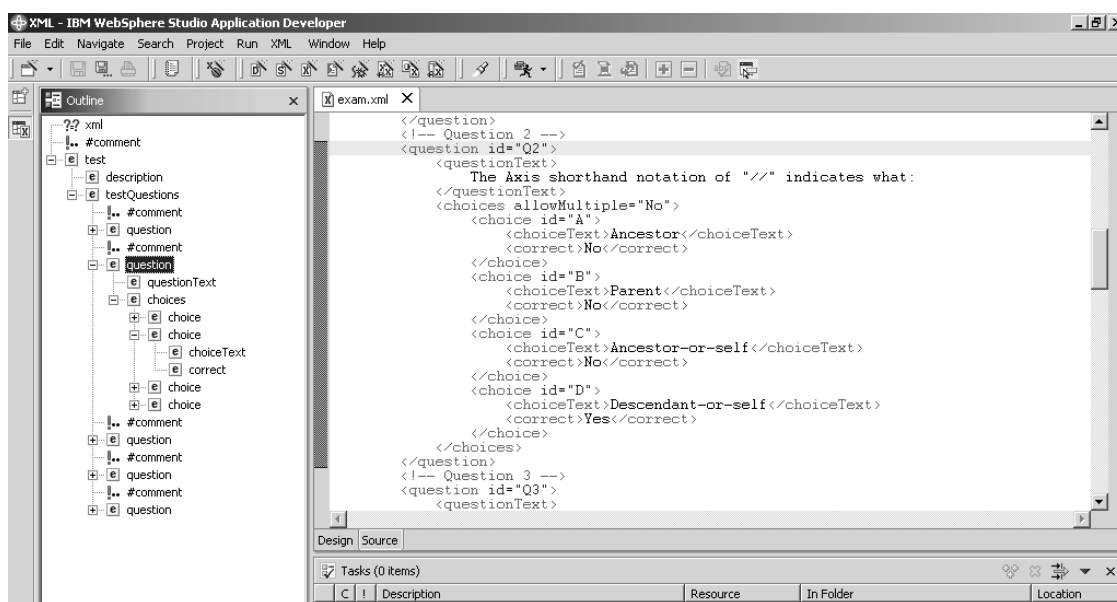 XML - IBM WebSphere Studio Application Developer
File Edit Navigate Search Project Run XML Window Help
Outline
?=? xml
#comment
test
description
testQuestions
#comment
question
#comment
question
questionText
choices
choice
choice
choiceText
correct
choice
choice
#comment
question
#comment
question
#comment
question
exam.xml
</question>
<!-- Question 2 -->
<question id="Q2">
<questionText>
The Axis shorthand notation of "//" indicates what:
</questionText>
<choices allowMultiple="No">
<choice id="A">
<choiceText>Ancestor</choiceText>
<correct>No</correct>
</choice>
<choice id="B">
<choiceText>Parent</choiceText>
<correct>No</correct>
</choice>
<choice id="C">
<choiceText>Ancestor-or-self</choiceText>
<correct>No</correct>
</choice>
<choice id="D">
<choiceText>Descendant-or-self</choiceText>
<correct>Yes</correct>
</choice>
</choices>
</question>
<!-- Question 3 -->
<question id="Q3">
<questionText>
Design Source
Tasks (0 items)
C ! Description Resource In Folder Location